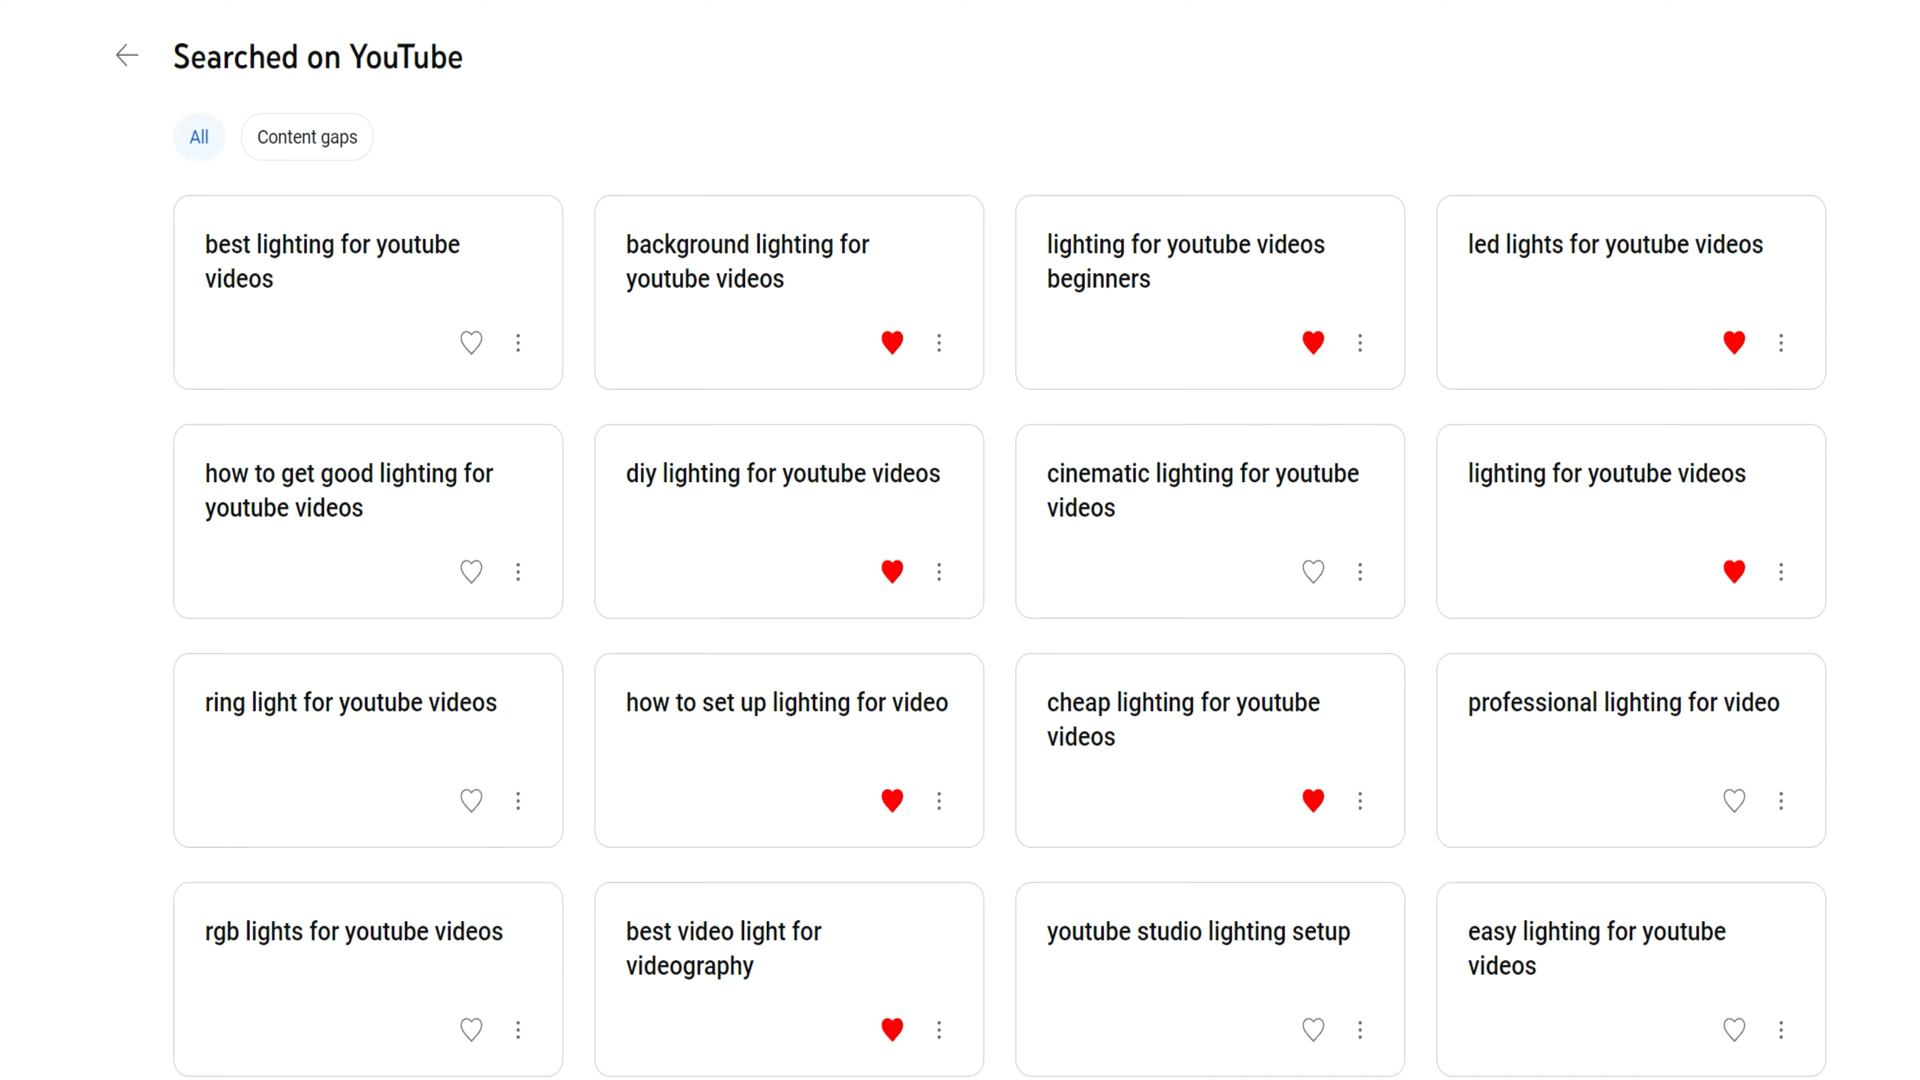 Searched on YouTube
All
Content gaps
best lighting for youtube
videos
background lighting for
youtube videos
lighting for youtube videos
beginners
led lights for youtube videos
how to get good lighting for
youtube videos
diy lighting for youtube videos
cinematic lighting for youtube
videos
lighting for youtube videos
ring light for youtube videos
how to set up lighting for video
cheap lighting for youtube
videos
professional lighting for video
rgb lights for youtube videos
best video light for
videography
youtube studio lighting setup
easy lighting for youtube
videos